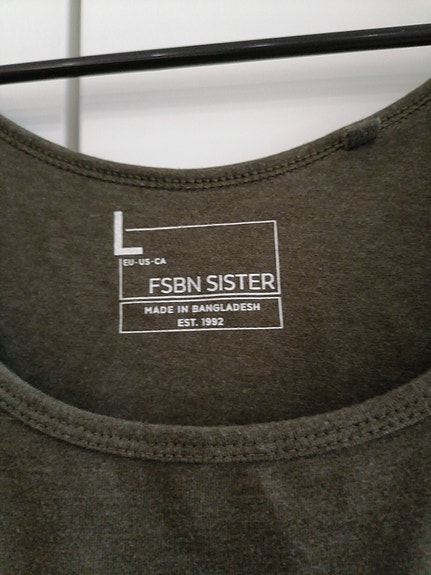 L
EU-US-CA
FSBN SISTER
MADE IN BANGLADESH
EST. 1992